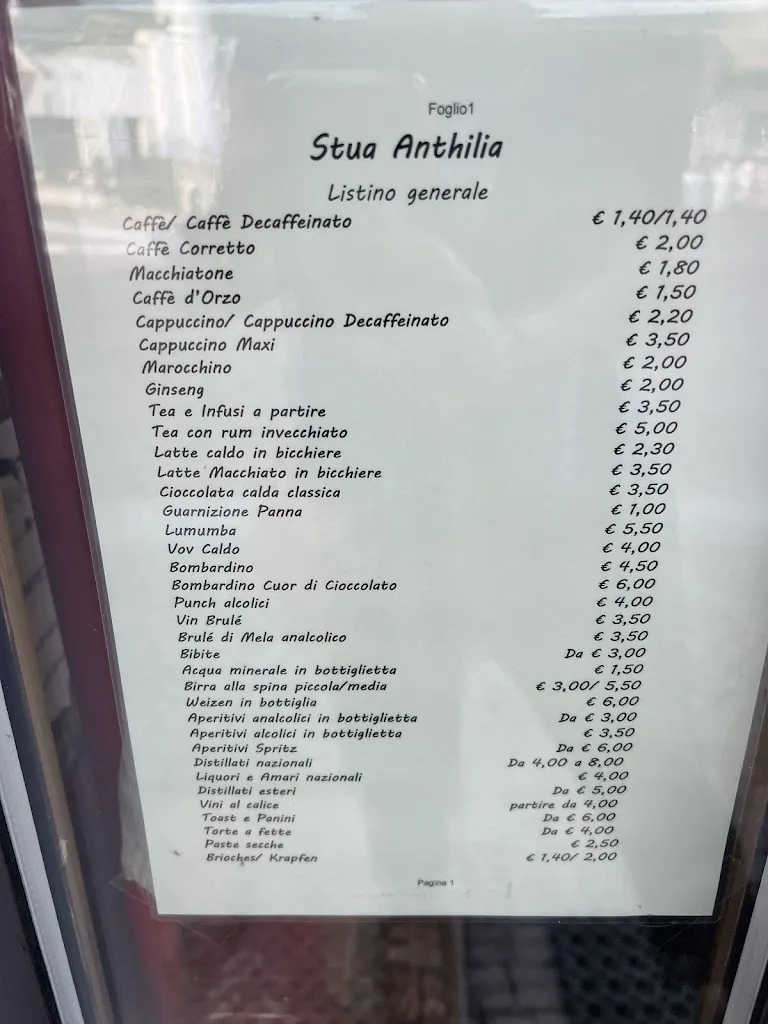 Foglio1
Stua Anthilia
Listino generale
Caffè/ Caffè Decaffeinato € 1,40/1,40
Caffè Corretto € 2,00
Macchiatone € 1,80
Caffè d'Orzo € 1,50
Cappuccino/ Cappuccino Decaffeinato € 2,20
Cappuccino Maxi € 3,50
Marocchino € 2,00
Ginseng € 2,00
Tea e Infusi a partire € 3,50
Tea con rum invecchiato € 5,00
Latte caldo in bicchiere € 2,30
Latte Macchiato in bicchiere € 3,50
Cioccolata calda classica € 3,50
Guarnizione Panna € 1,00
Lumumba € 5,50
Vov Caldo € 4,00
Bombardino € 4,50
Bombardino Cuor di Cioccolato € 6,00
Punch alcolici € 4,00
Vin Brulé € 3,50
Brulé di Mela analcolico € 3,50
Bibite Da € 3,00
Acqua minerale in bottiglietta € 1,50
Birra alla spina piccola/media € 3,00/ 5,50
Weizen in bottiglia € 6,00
Aperitivi analcolici in bottiglietta Da € 3,00
Aperitivi alcolici in bottiglietta € 3,50
Aperitivi Spritz Da € 6,00
Distillati nazionali Da 4,00 a 8,00
Liquori e Amari nazionali € 4,00
Distillati esteri Da € 5,00
Vini al calice partire da 4,00
Toast e Panini Da € 6,00
Torte a fette Da € 4,00
Paste secche € 2,50
Brioches/ Krapfen € 1,40/ 2,00
Pagina 1